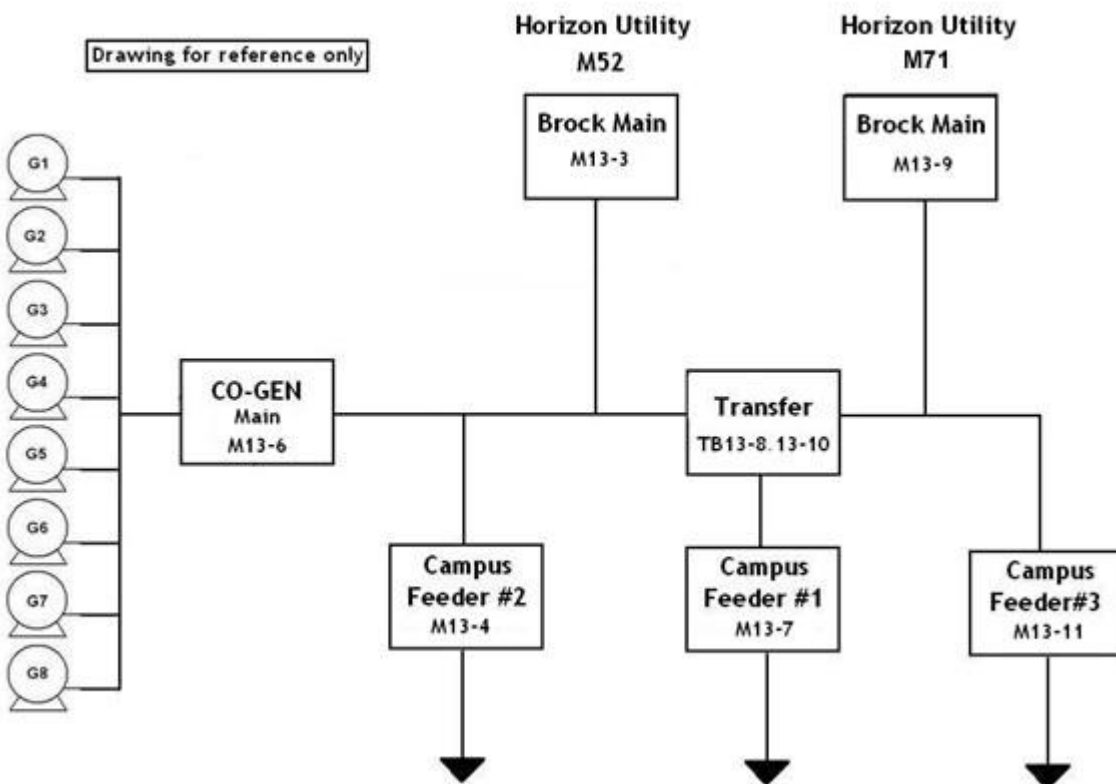 Drawing for reference only
Horizon Utility
M52
Horizon Utility
M71
Brock Main
M13-3
Brock Main
M13-9
G1
G2
G3
G4
G5
G6
G7
G8
CO-GEN
Main
M13-6
Transfer
TB13-8. 13-10
Campus
Feeder #2
M13-4
Campus
Feeder #1
M13-7
Campus
Feeder#3
M13-11